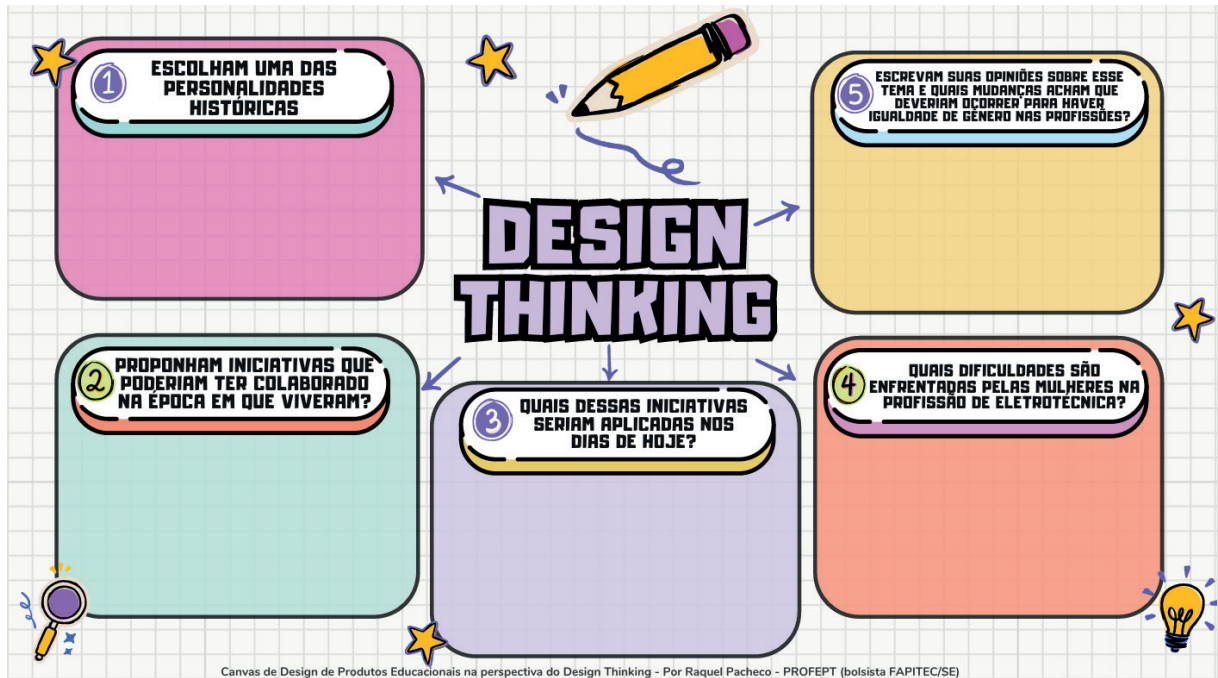 1
ESCOLHAM UMA DAS
PERSONALIDADES
HISTÓRICAS
DESIGN
THINKING
2
PROPONHAM INICIATIVAS QUE
PODERIAM TER COLABORADO
NA ÉPOCA EM QUE VIVERAM?
3
QUAIS DESSAS INICIATIVAS
SERIAM APLICADAS NOS
DIAS DE HOJE?
4
QUAIS DIFICULDADES SÃO
ENFRENTADAS PELAS MULHERES NA
PROFISSÃO DE ELETROTÉCNICA?
5
ESCREVAM SUAS OPINIÕES SOBRE ESSE
TEMA E QUAIS MUDANÇAS ACHAM QUE
DEVERIAM OCORRER PARA HAVER
IGUALDADE DE GÊNERO NAS PROFISSÕES?
Canvas de Design de Produtos Educacionais na perspectiva do Design Thinking - Por Raquel Pacheco - PROFEPT (bolsista FAPITEC/SE)